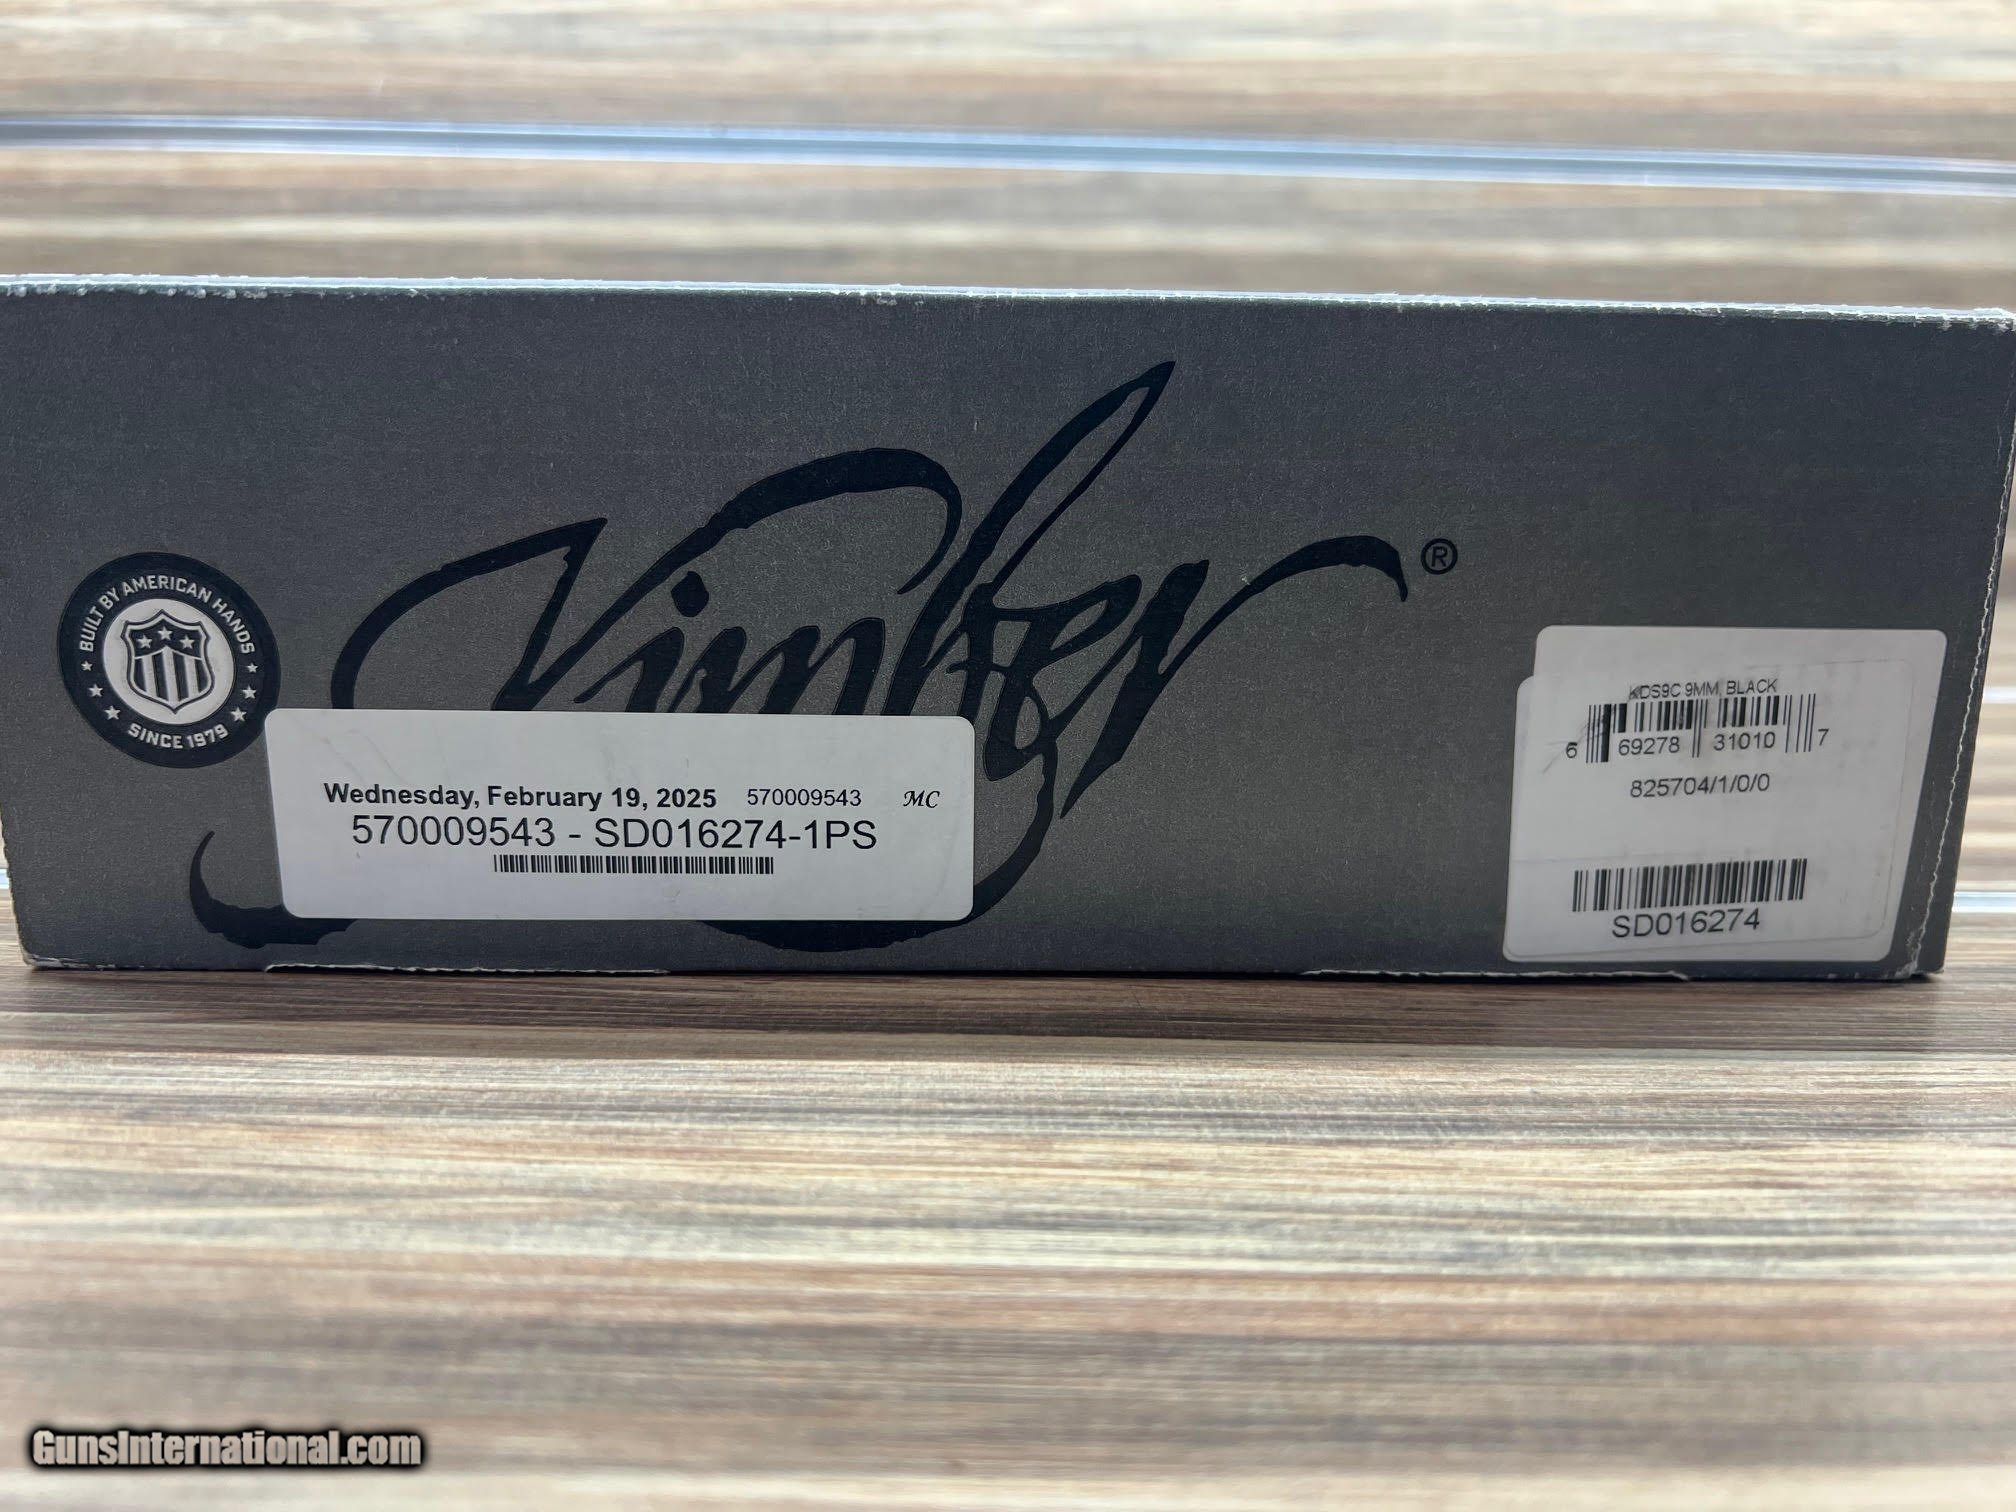 Kimber®
BUILT BY AMERICAN HANDS
SINCE 1979
Wednesday, February 19, 2025 570009543 MC
570009543 - SD016274-1PS
KDS9C 9MM, BLACK
6 69278 31010 7
825704/1/0/0
SD016274
GunsInternational.com